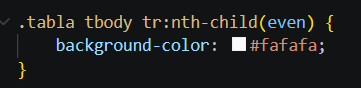 .tabla tbody tr:nth-child(even) {
    background-color: #fafafa;
}